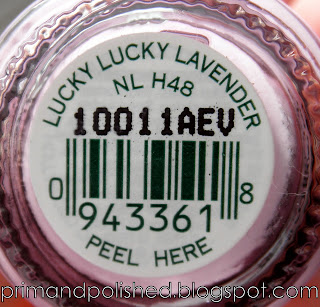 LUCKY LUCKY LAVENDER
NL H48
10011AEV
0 943361 8
PEEL HERE
primandpolished.blogspot.com